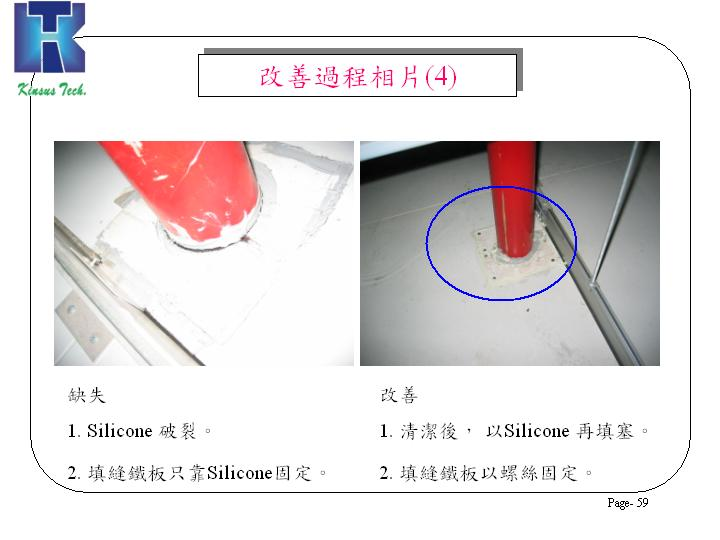 Kinsus Tech.
改善過程相片(4)
缺失
1. Silicone 破裂。
2. 填縫鐵板只靠Silicone固定。
改善
1. 清潔後， 以Silicone 再填塞。
2. 填縫鐵板以螺絲固定。
Page- 59